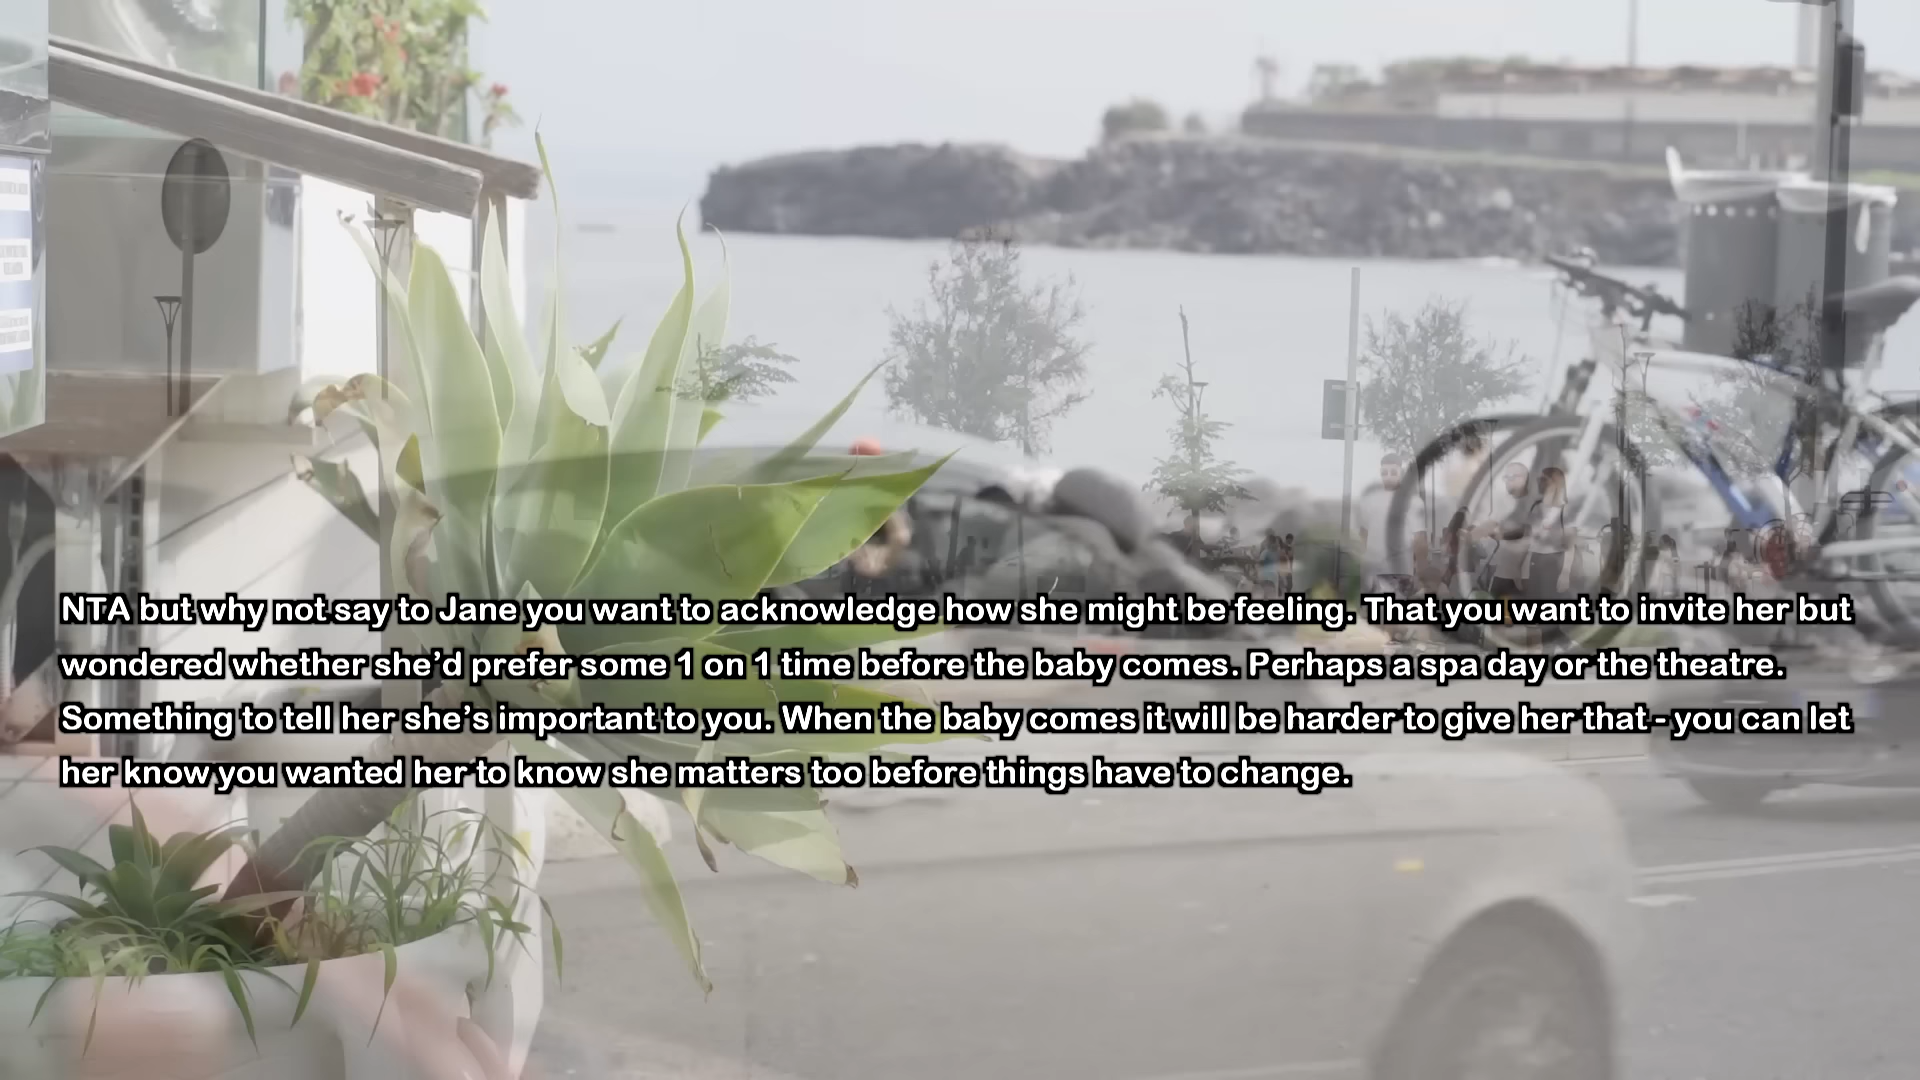 NTA but why not say to Jane you want to acknowledge how she might be feeling. That you want to invite her but
wondered whether she’d prefer some 1 on 1 time before the baby comes. Perhaps a spa day or the theatre.
Something to tell her she’s important to you. When the baby comes it will be harder to give her that - you can let
her know you wanted her to know she matters too before things have to change.